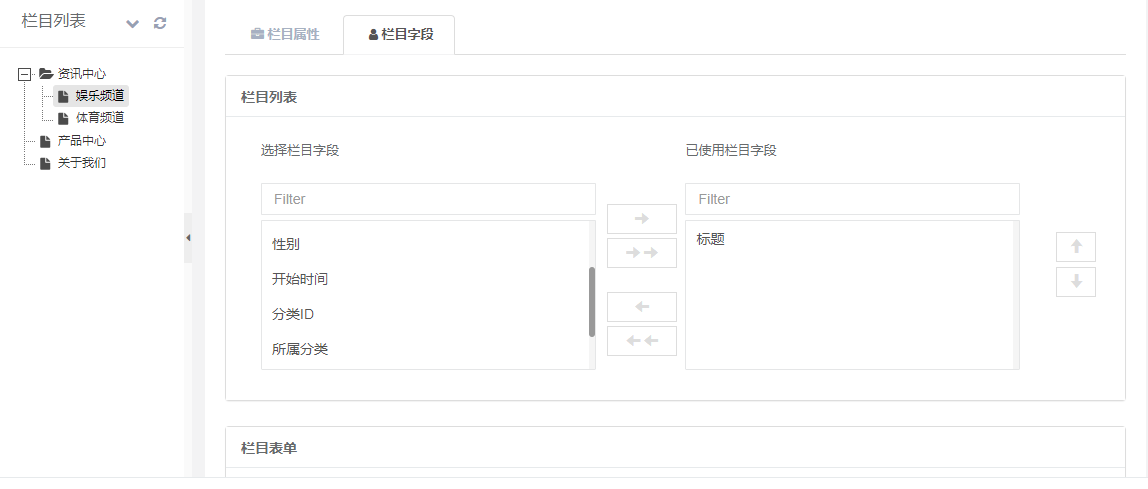 栏目列表
资讯中心
娱乐频道
体育频道
产品中心
关于我们
栏目属性
栏目字段
栏目列表
选择栏目字段
Filter
性别
开始时间
分类ID
所属分类
已使用栏目字段
Filter
标题
栏目表单